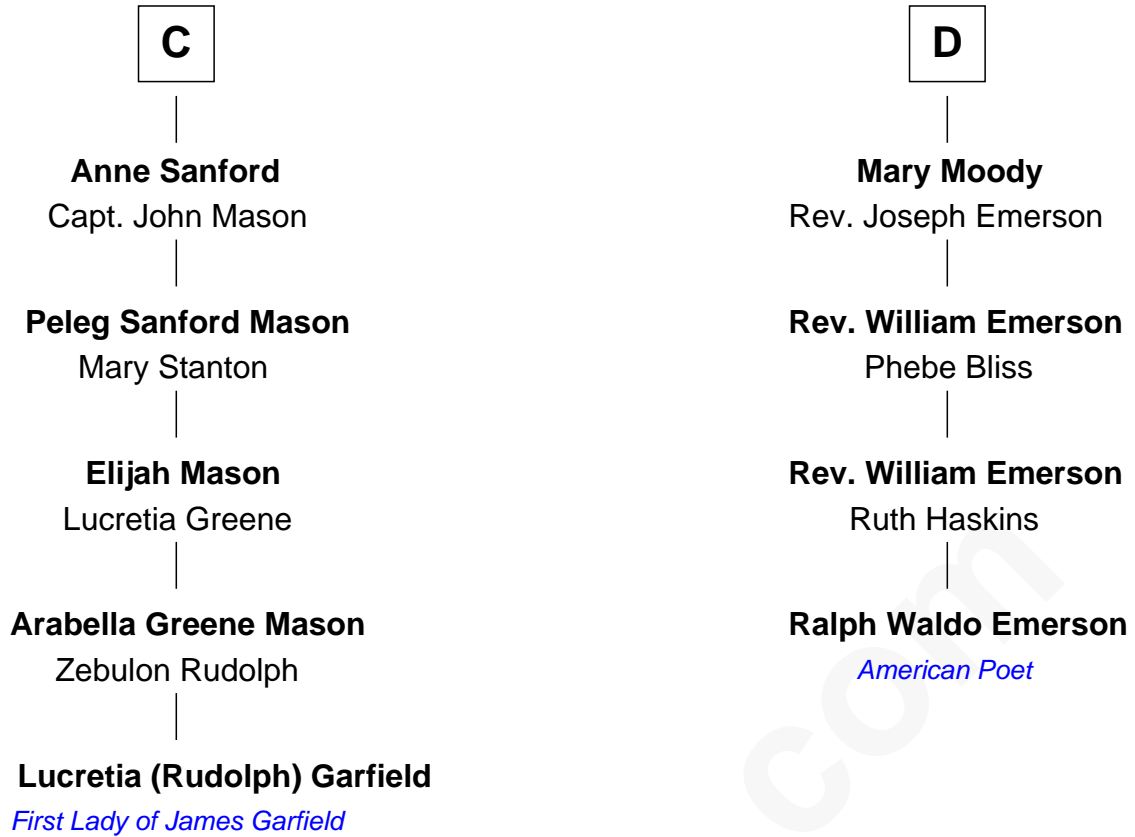 C
Anne Sanford
Capt. John Mason
Peleg Sanford Mason
Mary Stanton
Elijah Mason
Lucretia Greene
Arabella Greene Mason
Zebulon Rudolph
Lucretia (Rudolph) Garfield
First Lady of James Garfield
D
Mary Moody
Rev. Joseph Emerson
Rev. William Emerson
Phebe Bliss
Rev. William Emerson
Ruth Haskins
Ralph Waldo Emerson
American Poet
com